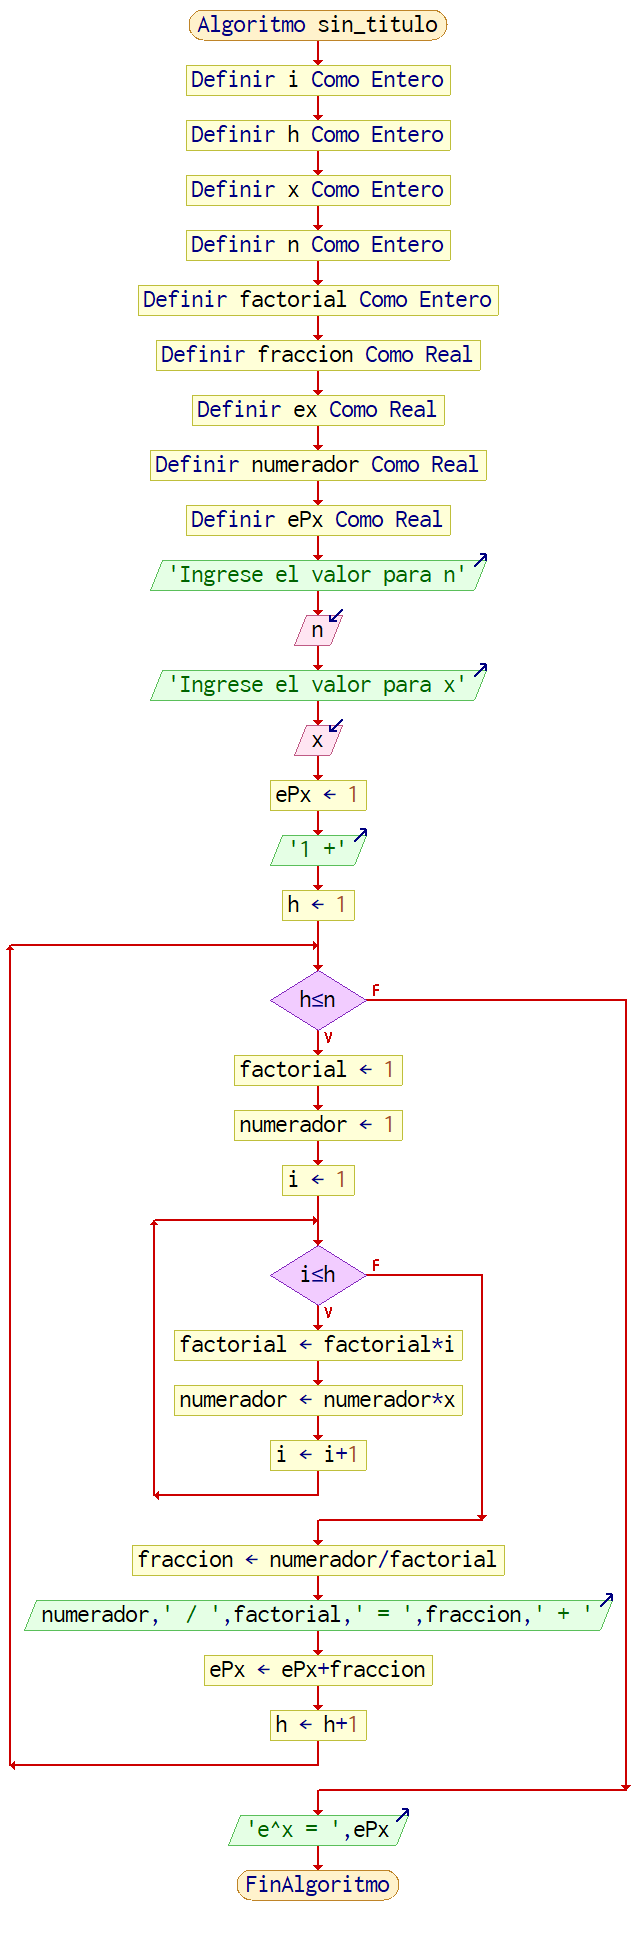 Algoritmo sin_titulo
Definir i Como Entero
Definir h Como Entero
Definir x Como Entero
Definir n Como Entero
Definir factorial Como Entero
Definir fraccion Como Real
Definir ex Como Real
Definir numerador Como Real
Definir ePx Como Real
'Ingrese el valor para n'
n
'Ingrese el valor para x'
x
ePx ← 1
'1 +'
h ← 1
h≤n
F
V
factorial ← 1
numerador ← 1
i ← 1
i≤h
F
V
factorial ← factorial*i
numerador ← numerador*x
i ← i+1
fraccion ← numerador/factorial
numerador,' / ',factorial,' = ',fraccion,' + '
ePx ← ePx+fraccion
h ← h+1
'e^x = ',ePx
FinAlgoritmo